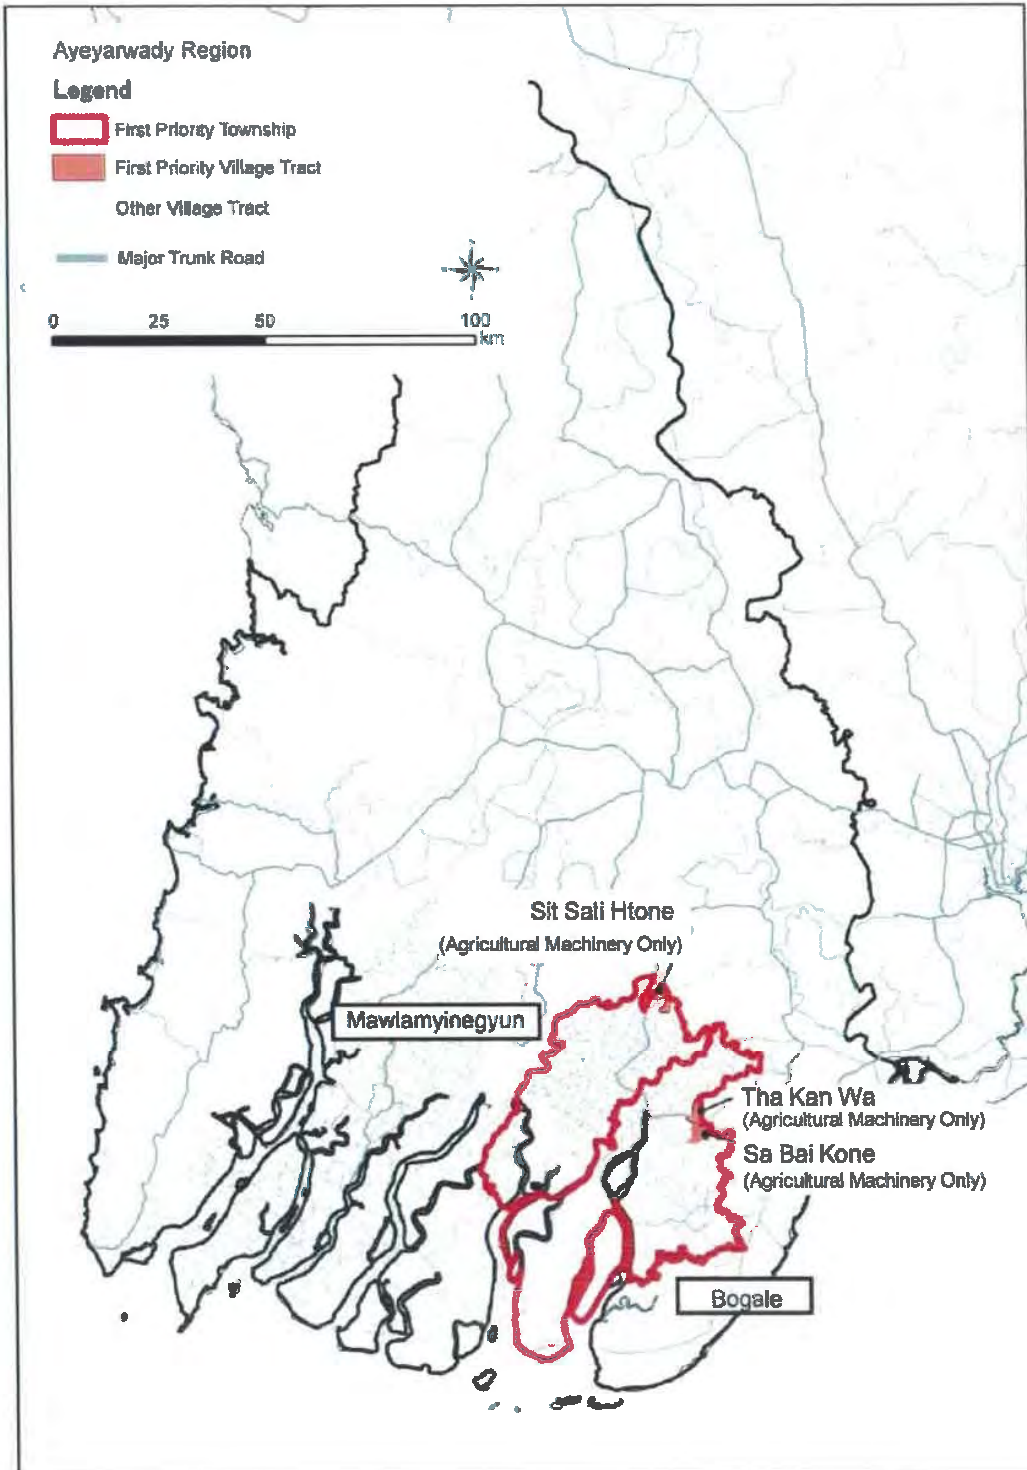 Ayeyarwady Region
Legend
First Priority Township
First Priority Village Tract
Other Village Tract
Major Trunk Road
0 25 50 100
km
Sit Sali Htone
(Agricultural Machinery Only)
Mawlamyinegyun
Tha Kan Wa
(Agricultural Machinery Only)
Sa Bai Kone
(Agricultural Machinery Only)
Bogale